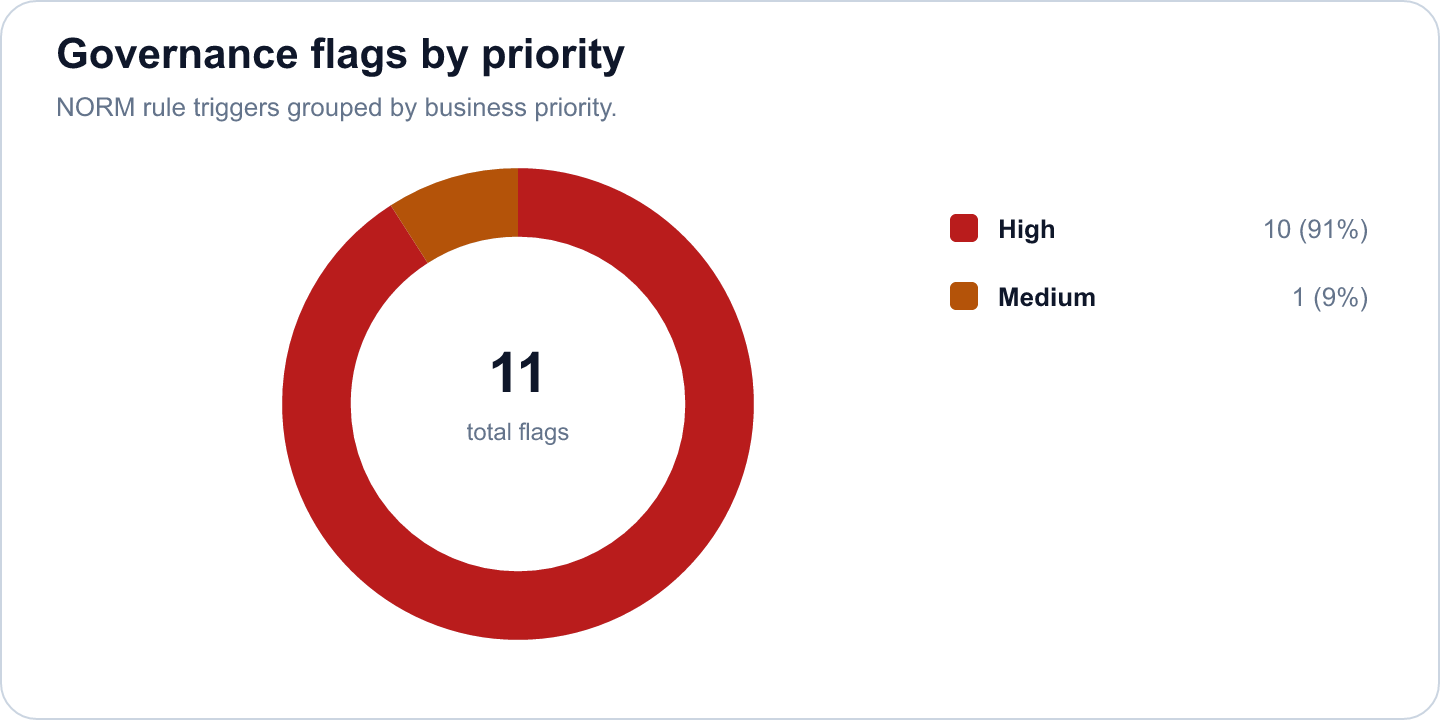 Governance flags by priority
NORM rule triggers grouped by business priority.
High 10 (91%)
Medium 1 (9%)
11
total flags